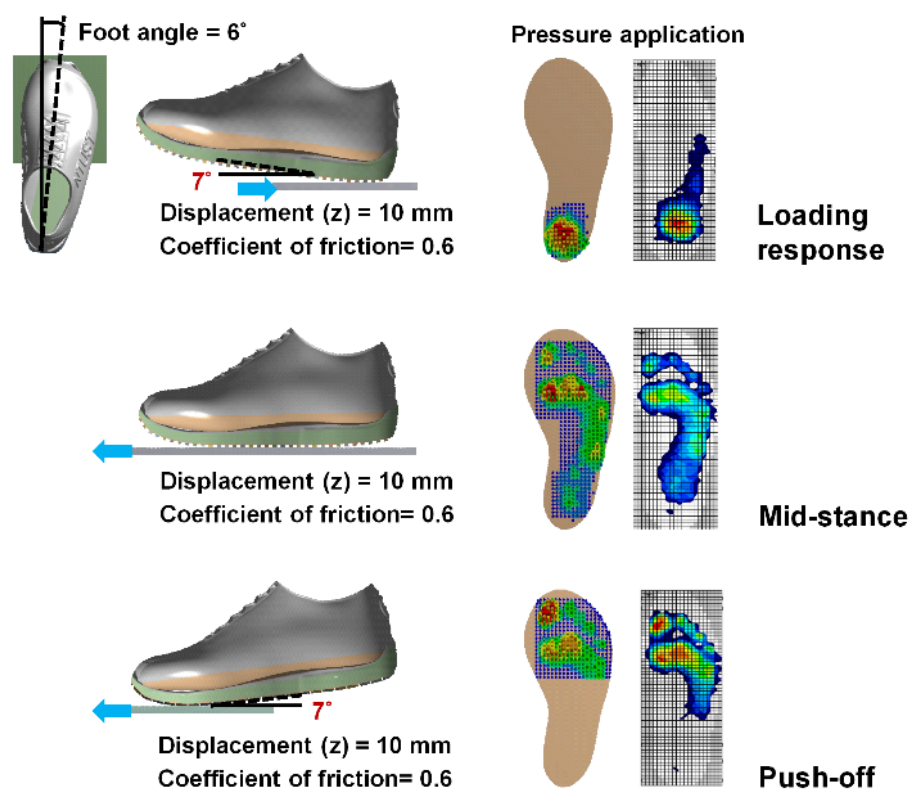 Foot angle = 6°
Pressure application
7°
Displacement (z) = 10 mm
Coefficient of friction= 0.6
Loading
response
Displacement (z) = 10 mm
Coefficient of friction= 0.6
Mid-stance
7°
Displacement (z) = 10 mm
Coefficient of friction= 0.6
Push-off